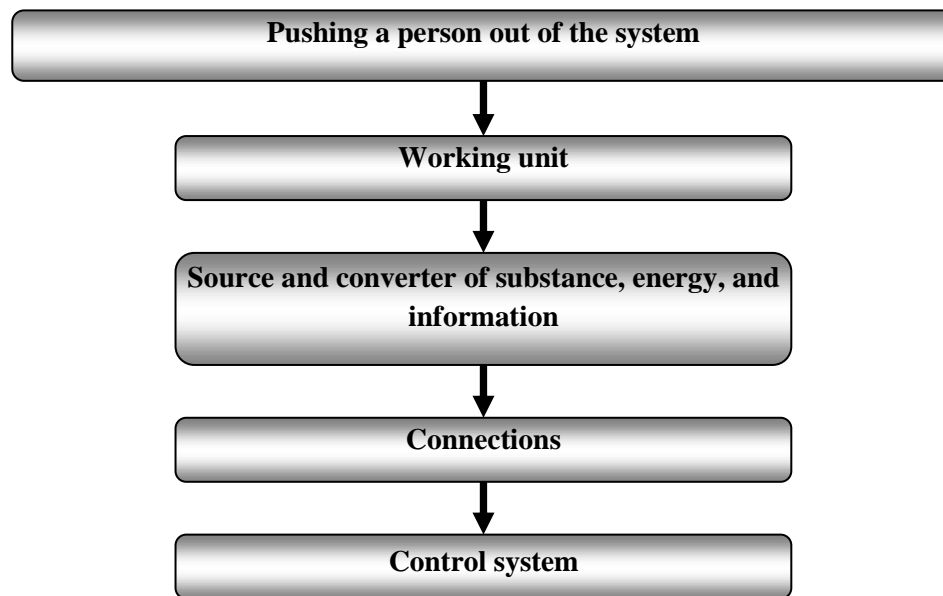 Pushing a person out of the system
Working unit
Source and converter of substance, energy, and
information
Connections
Control system